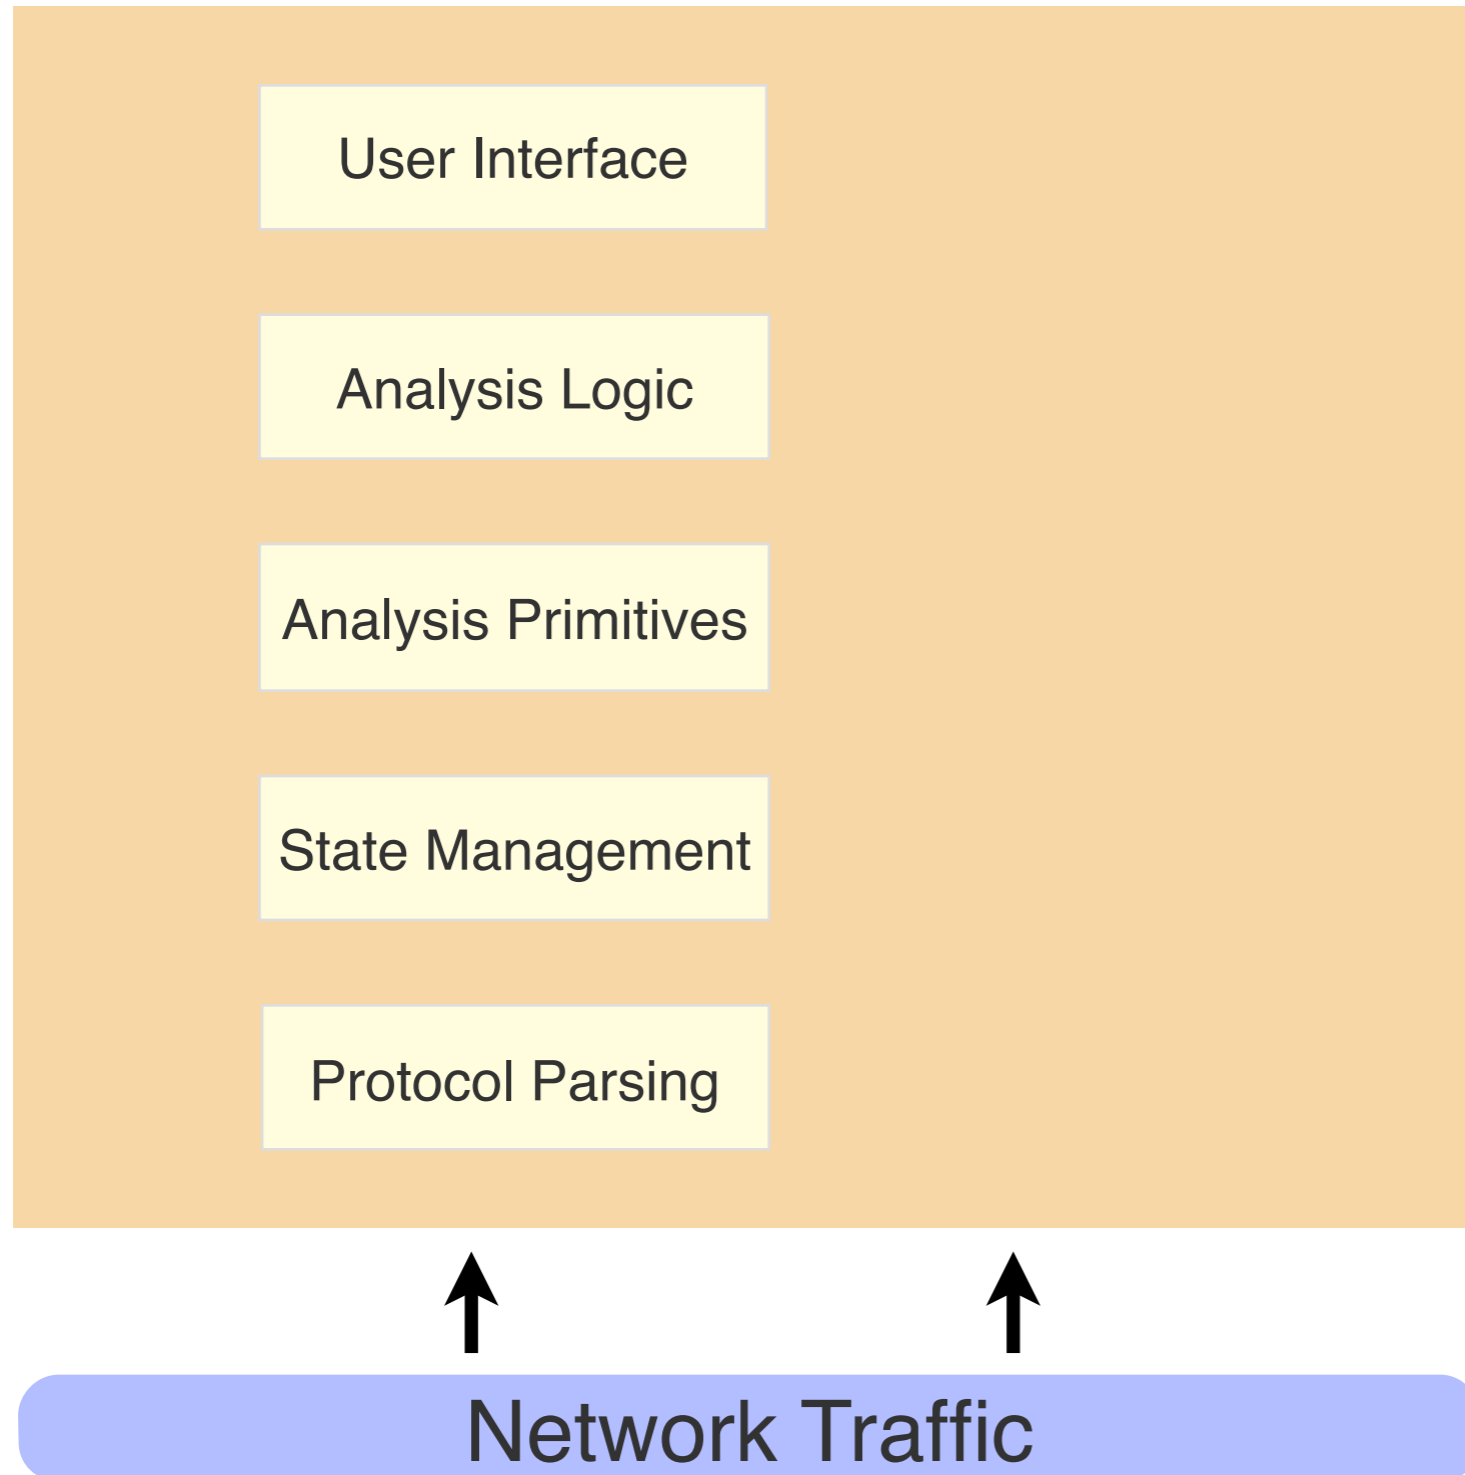 User Interface
Analysis Logic
Analysis Primitives
State Management
Protocol Parsing
Network Traffic